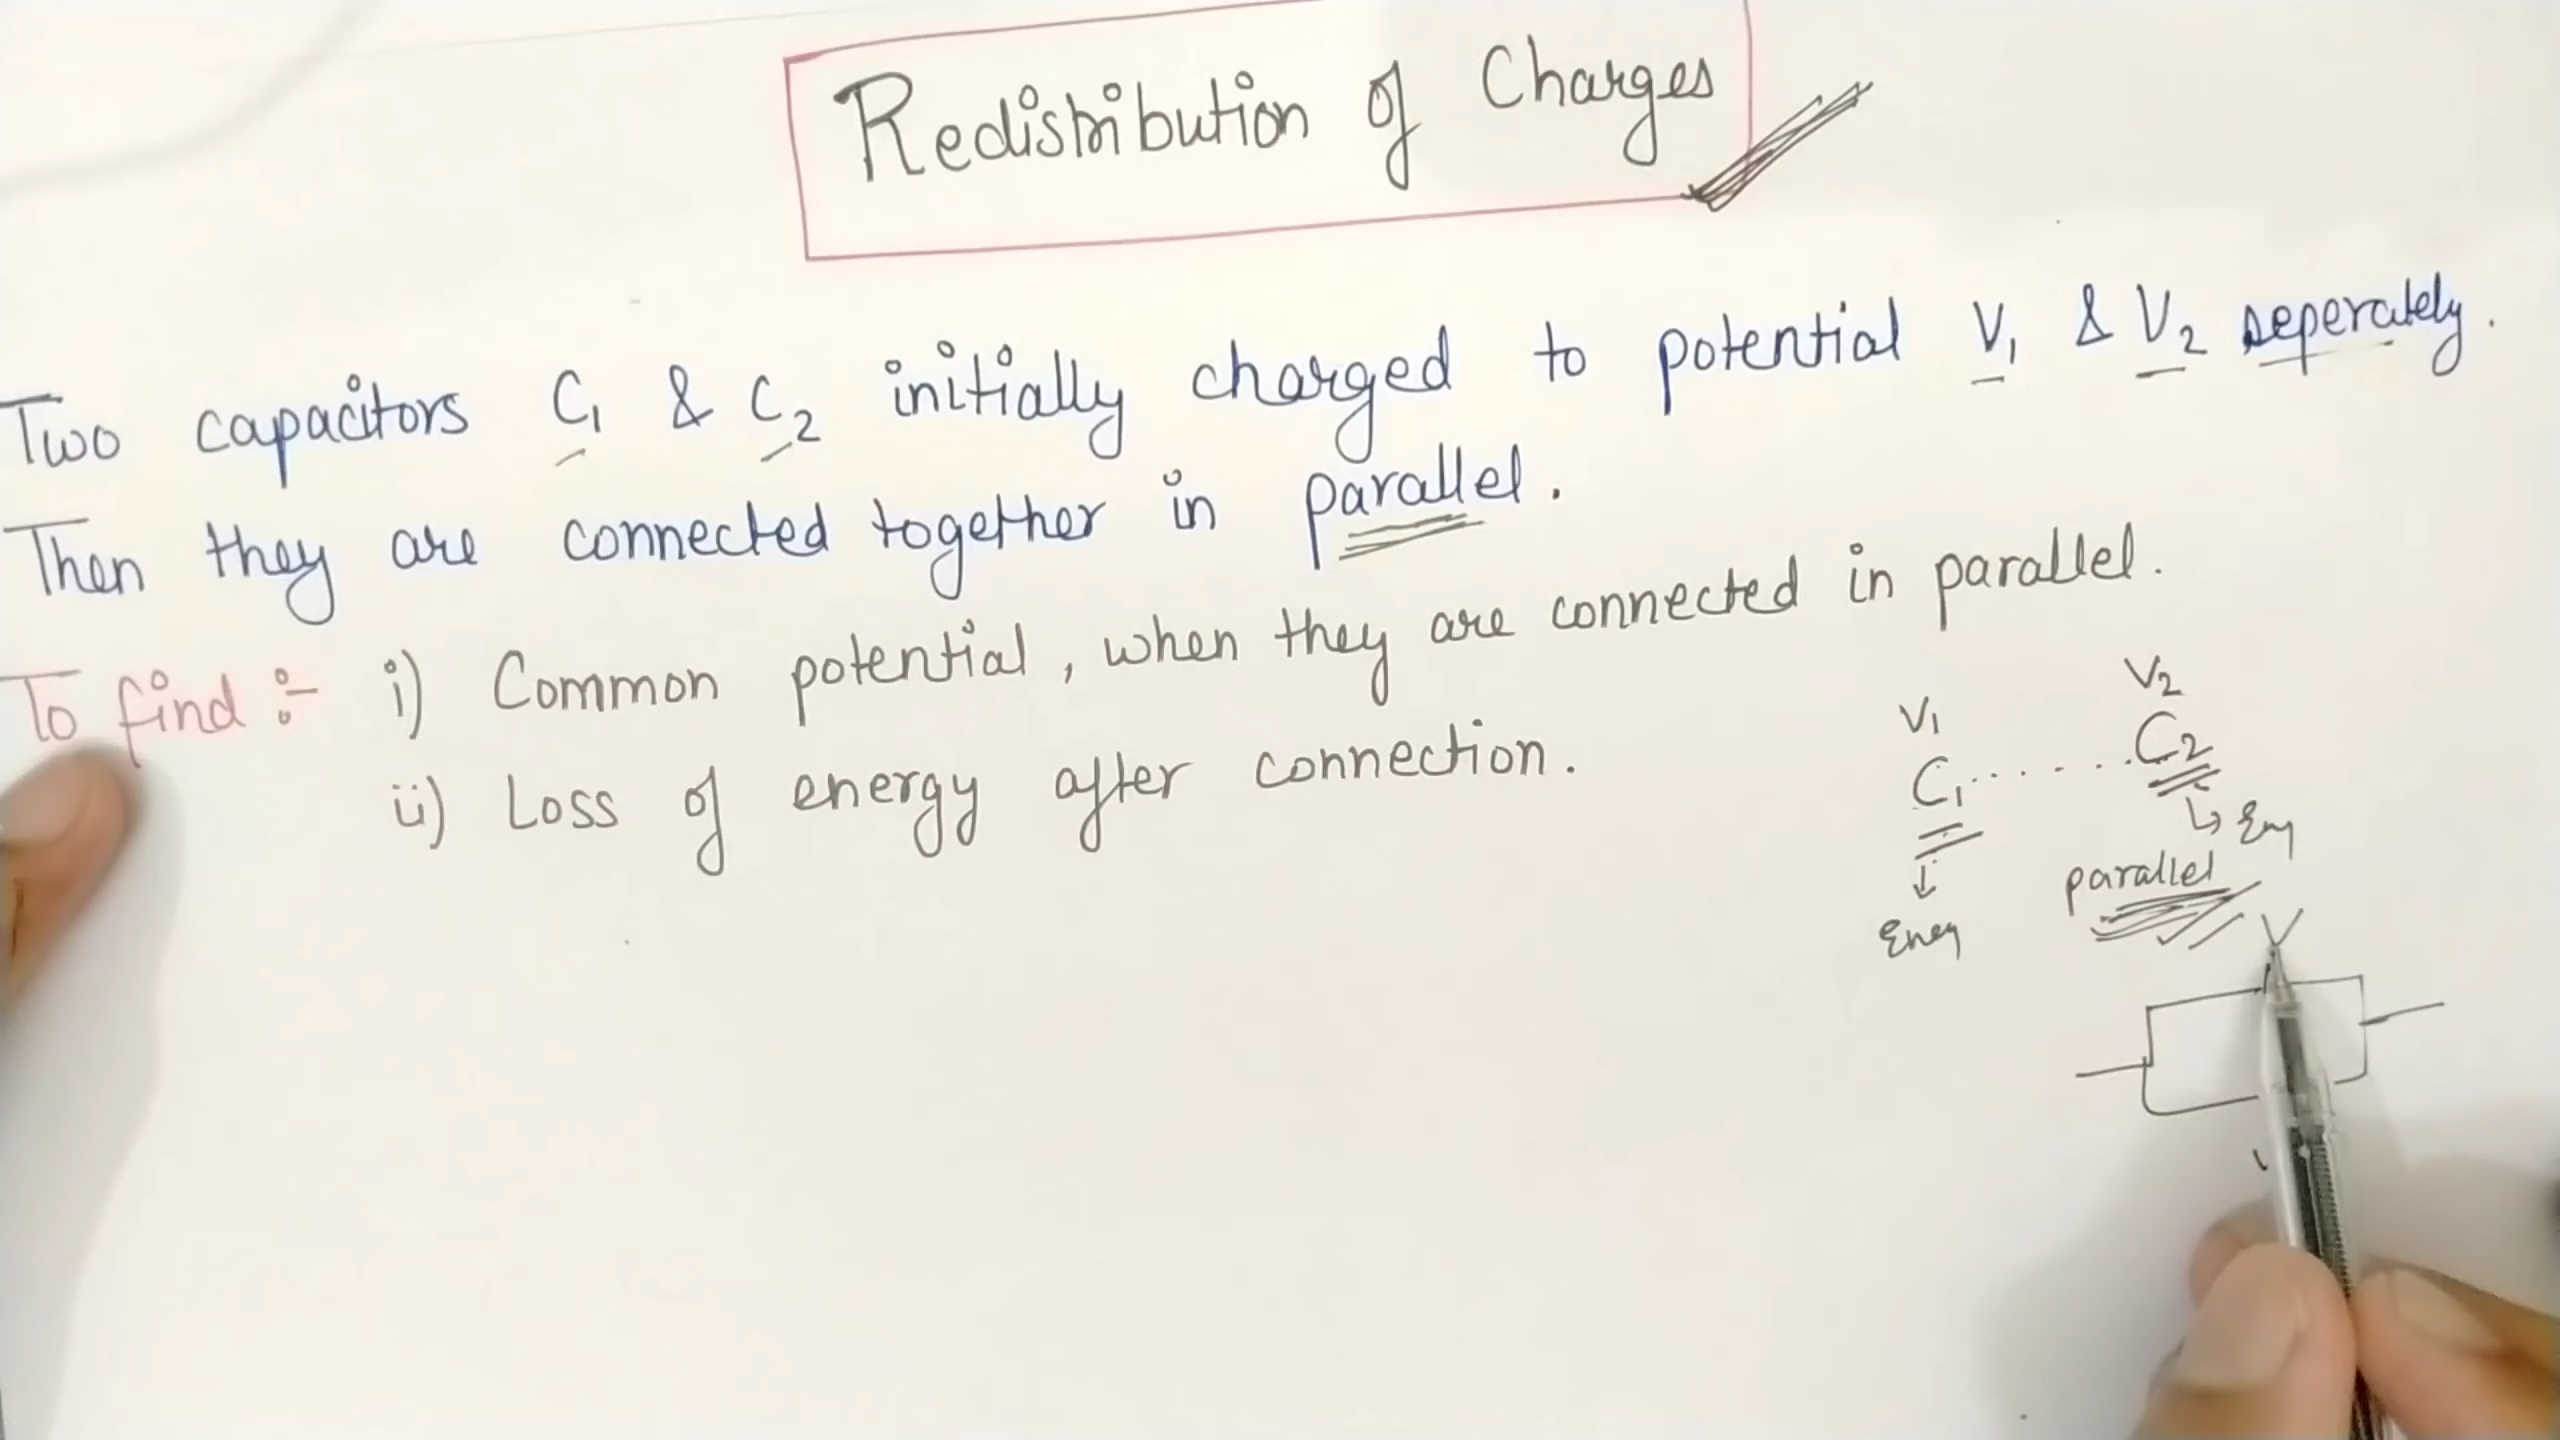 Redistribution of Charges
Two capacitors C₁ & C₂ initially charged to potential V₁ & V₂ seperately.
Then they are connected together in parallel.
To find :- i) Common potential, when they are connected in parallel.
ii) Loss of energy after connection.
V₁ V₂
C₁ ...... C₂
↓ ↳
parallel
V